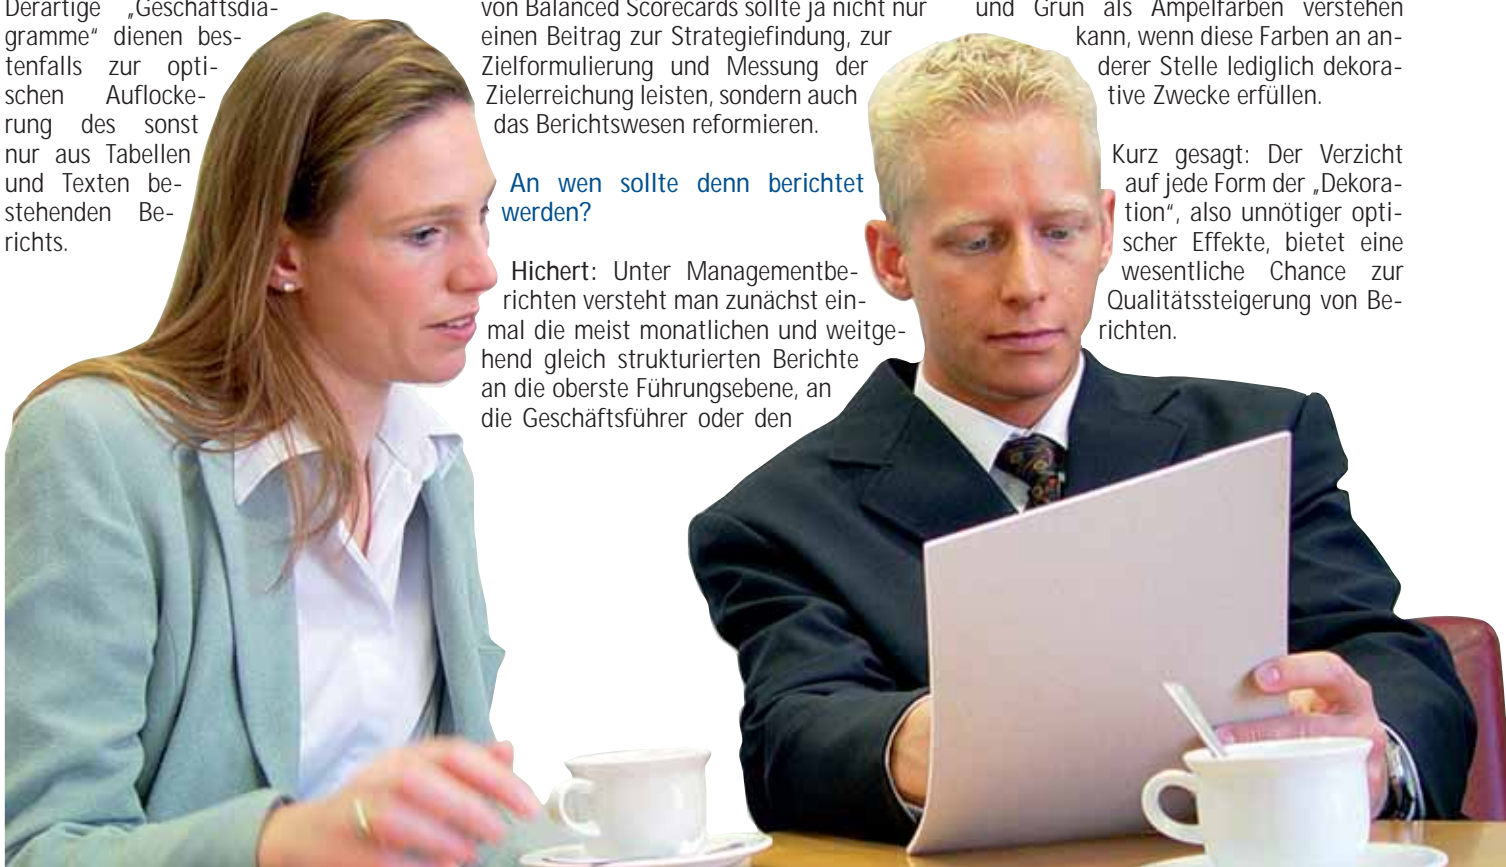 Derartige „Geschäftsdia-
gramme“ dienen bes-
tenfalls zur opti-
schen Auflocke-
rung des sonst
nur aus Tabellen
und Texten be-
stehenden Be-
richts.
von Balanced Scorecards sollte ja nicht nur
einen Beitrag zur Strategiefindung, zur
Zielformulierung und Messung der
Zielerreichung leisten, sondern auch
das Berichtswesen reformieren.
An wen sollte denn berichtet
werden?
Hichert: Unter Managementbe-
richten versteht man zunächst ein-
mal die meist monatlichen und weitge-
hend gleich strukturierten Berichte
an die oberste Führungsebene, an
die Geschäftsführer oder den
und Grün als Ampelfarben verstehen
kann, wenn diese Farben an an-
derer Stelle lediglich dekora-
tive Zwecke erfüllen.
Kurz gesagt: Der Verzicht
auf jede Form der „Dekora-
tion“, also unnötiger opti-
scher Effekte, bietet eine
wesentliche Chance zur
Qualitätssteigerung von Be-
richten.